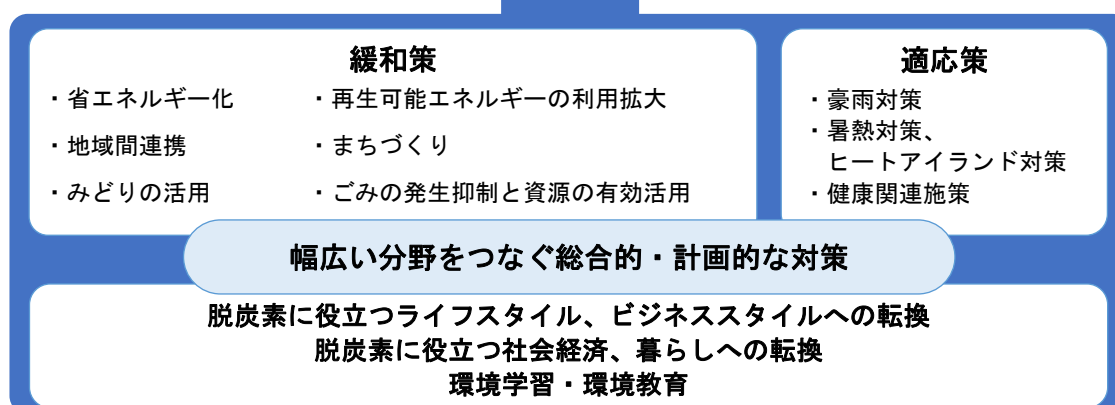 緩和策
・省エネルギー化
・再生可能エネルギーの利用拡大
・地域間連携
・まちづくり
・みどりの活用
・ごみの発生抑制と資源の有効活用
適応策
・豪雨対策
・暑熱対策、
ヒートアイランド対策
・健康関連施策
幅広い分野をつなぐ総合的・計画的な対策
脱炭素に役立つライフスタイル、ビジネススタイルへの転換
脱炭素に役立つ社会経済、暮らしへの転換
環境学習・環境教育